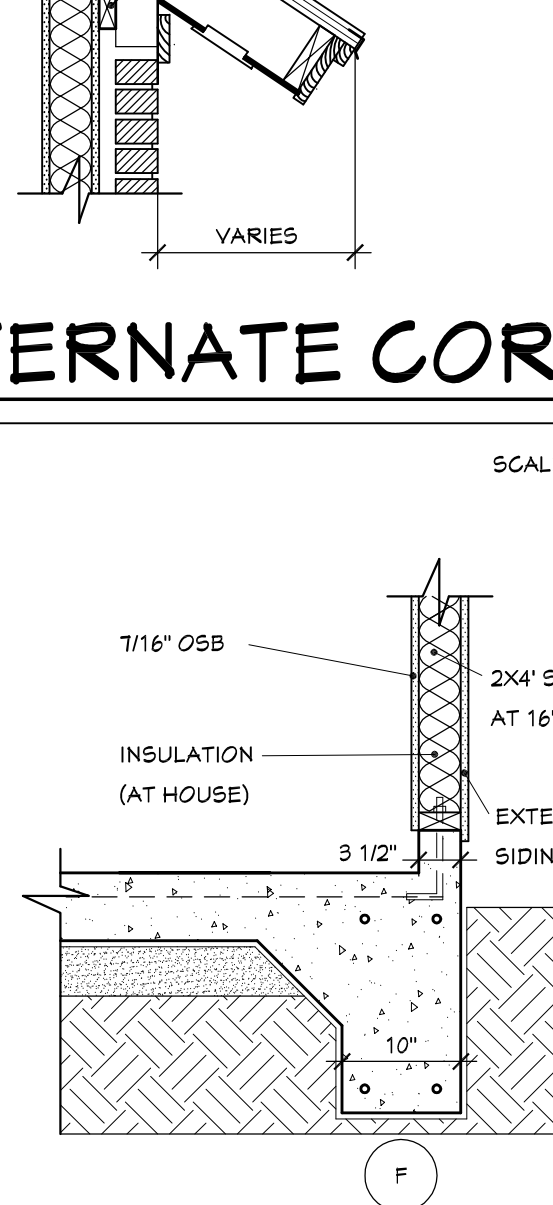 VARIES
ERNATE COR
SCAL
7/16" OSB
2X4' S
AT 16"
INSULATION
(AT HOUSE)
EXTE
SIDIN
3 1/2"
10"
F